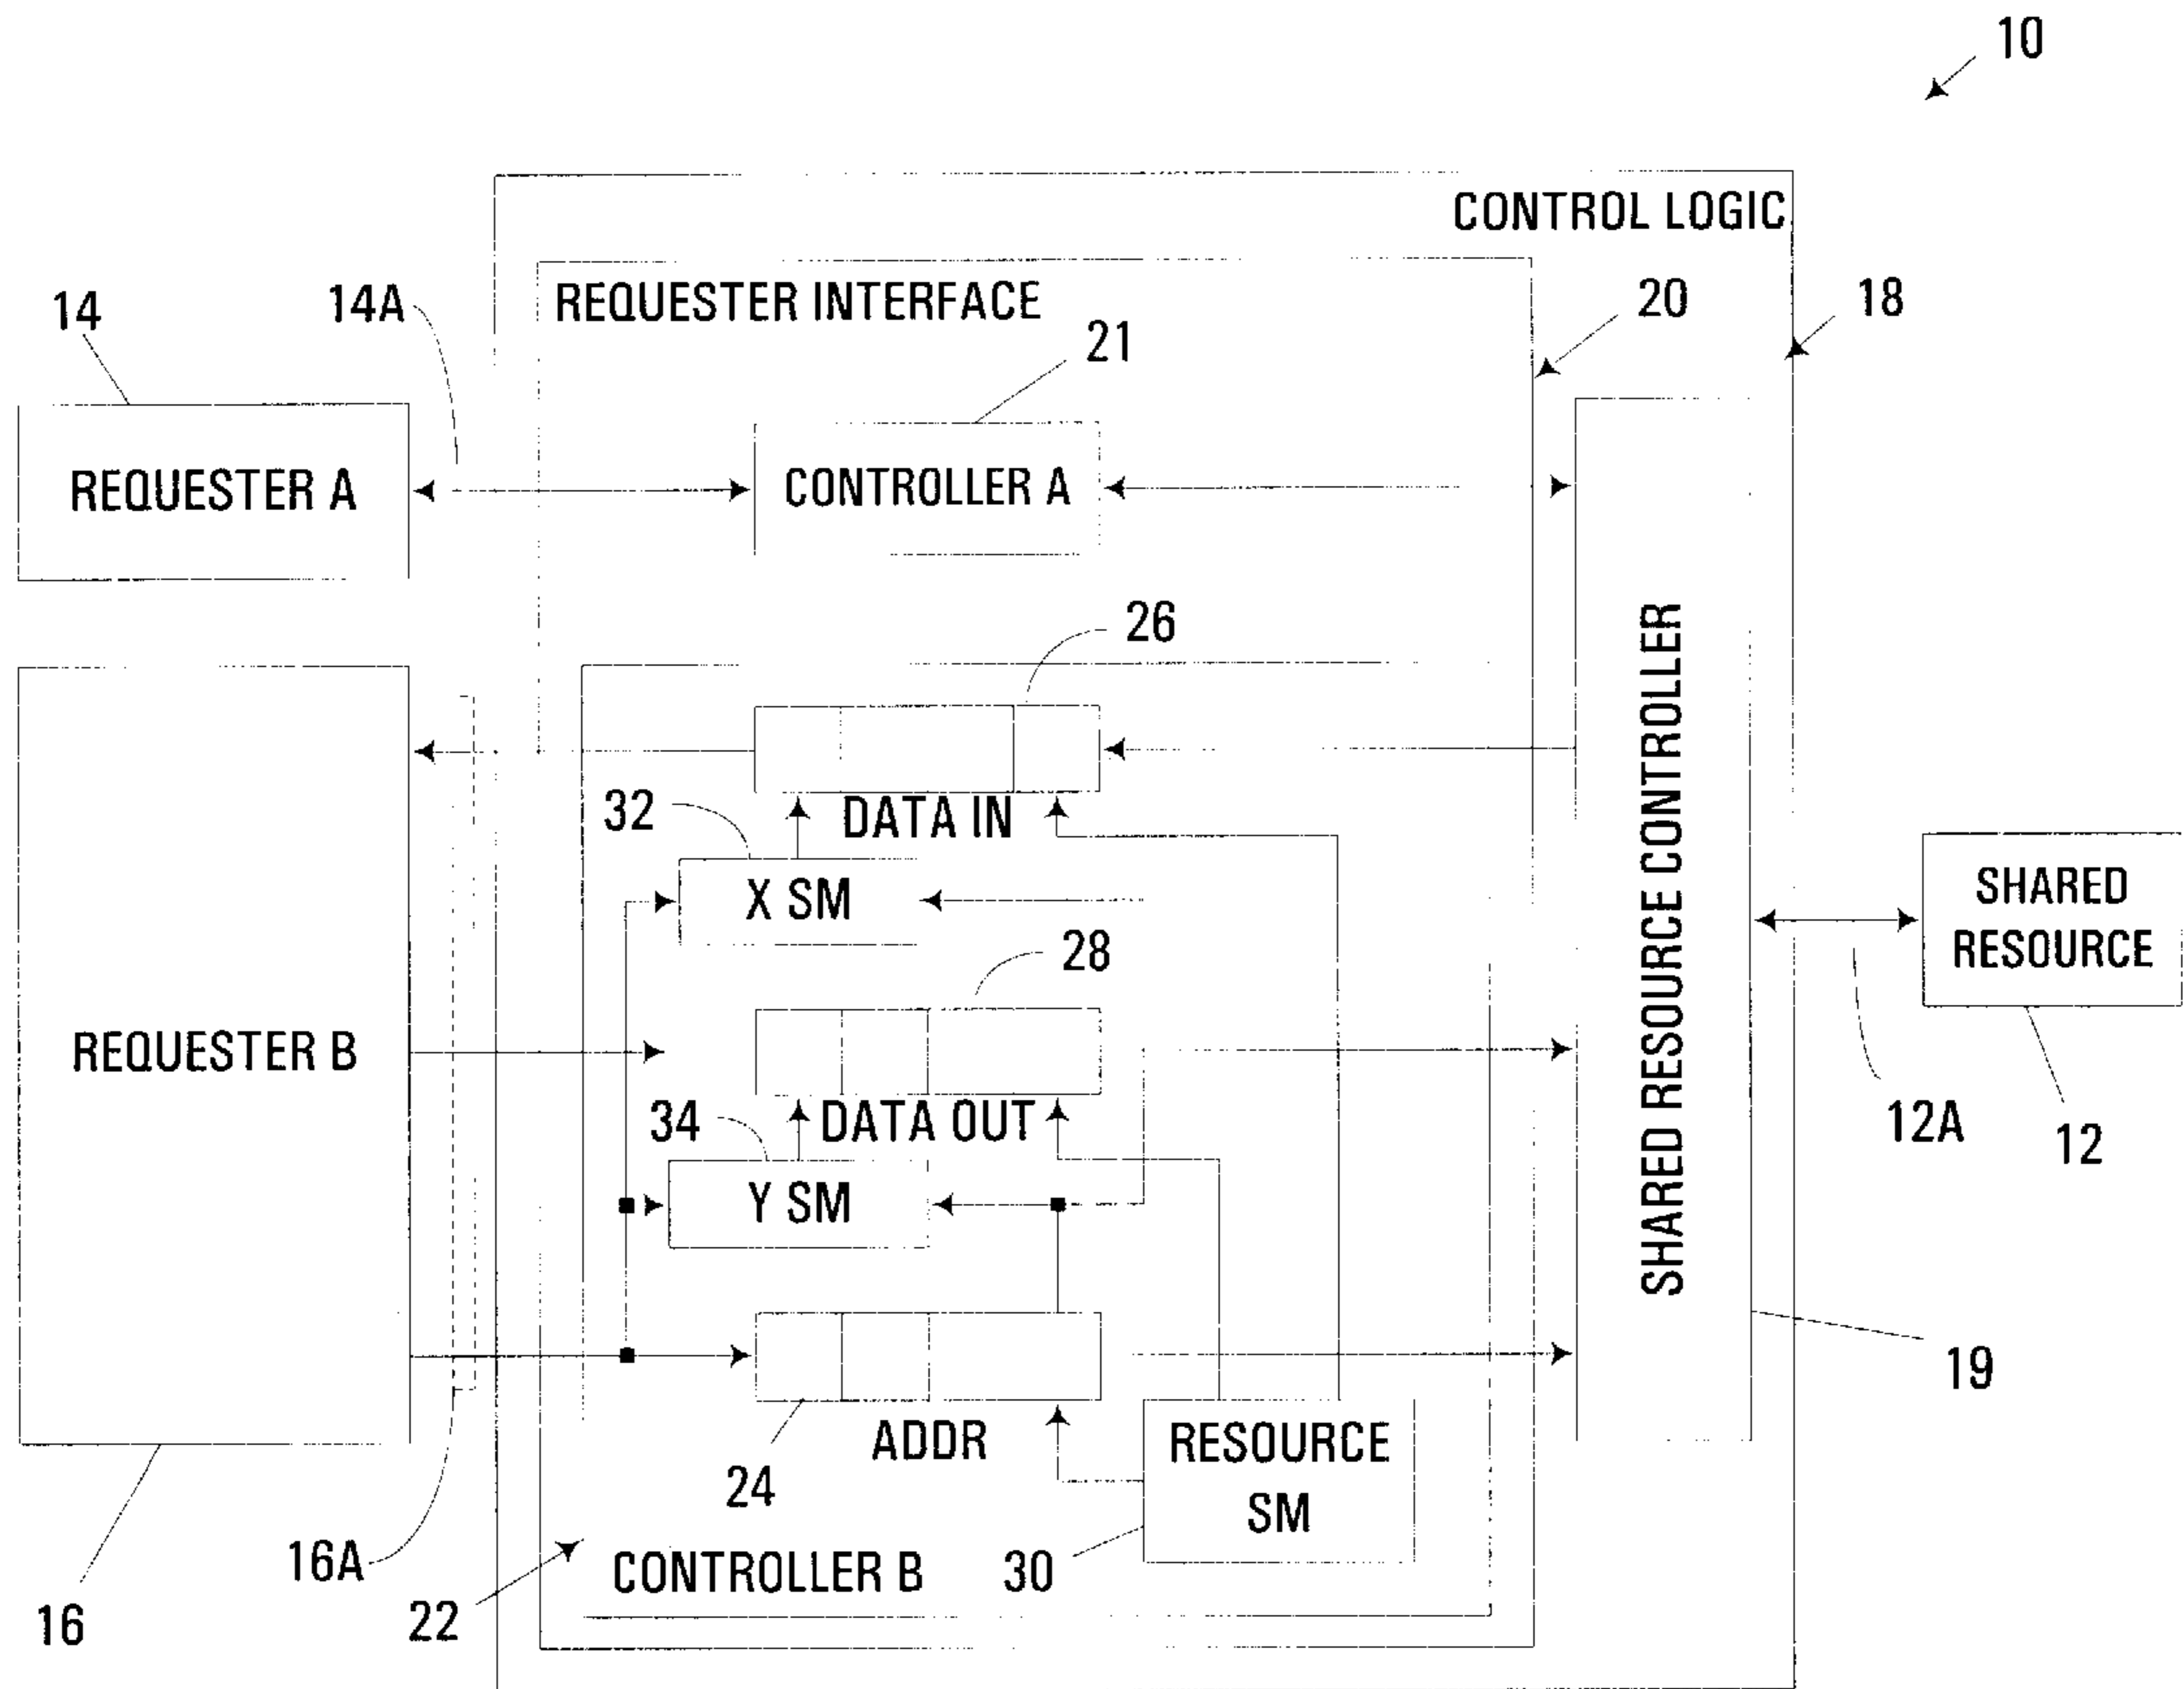 10
CONTROL LOGIC
REQUESTER INTERFACE
14
14A
21
20
18
REQUESTER A
CONTROLLER A
26
32
DATA IN
X SM
SHARED RESOURCE CONTROLLER
SHARED
RESOURCE
28
REQUESTER B
34
DATA OUT
12A
12
Y SM
19
ADDR
24
RESOURCE
SM
16A
CONTROLLER B
30
16
22